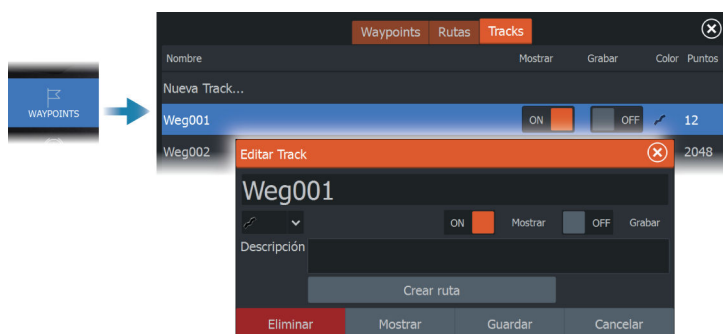 Waypoints Rutas Tracks
Nombre Mostrar Grabar Color Puntos
Nueva Track...
WAYPOINTS
Weg001 ON OFF 12
Weg002 2048
Editar Track
Weg001
ON Mostrar OFF Grabar
Descripción
Crear ruta
Eliminar Mostrar Guardar Cancelar